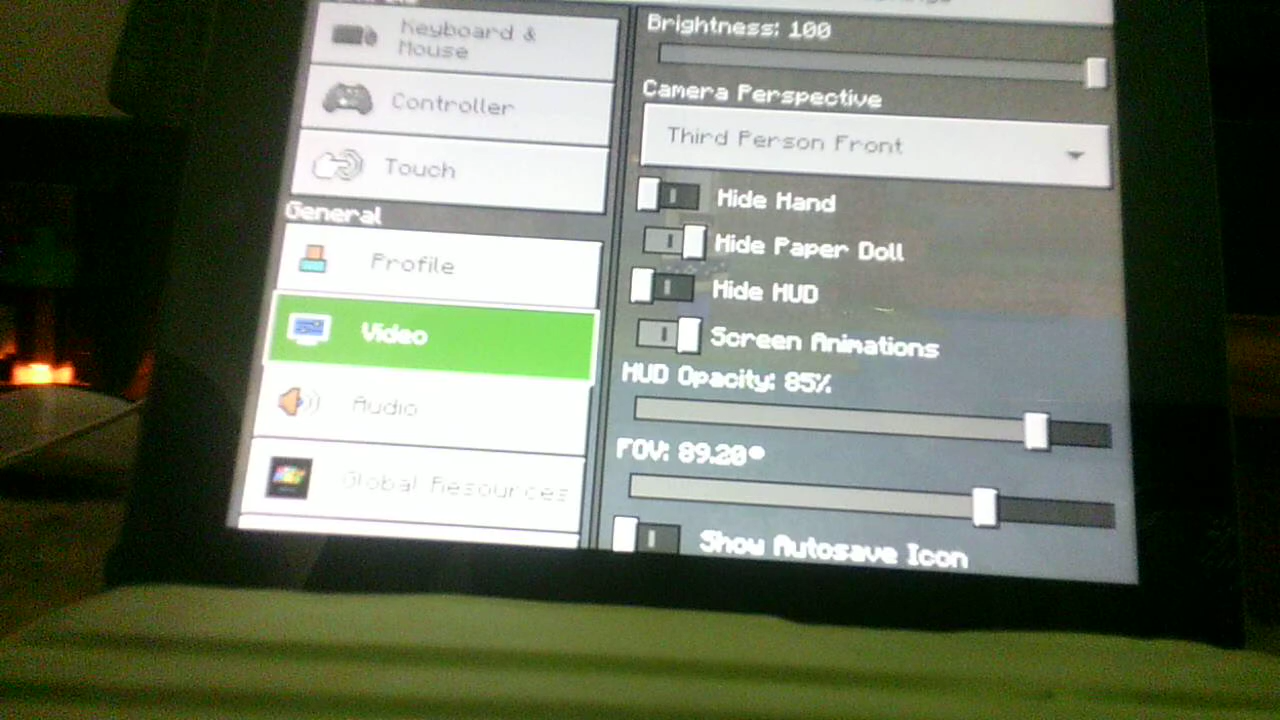 Keyboard &
Mouse
Controller
Touch
General
Profile
Video
Audio
Global Resources
Brightness: 100
Camera Perspective
Third Person Front
Hide Hand
Hide Paper Doll
Hide HUD
Screen Animations
HUD Opacity: 85%
FOV: 89.20°
Show Autosave Icon